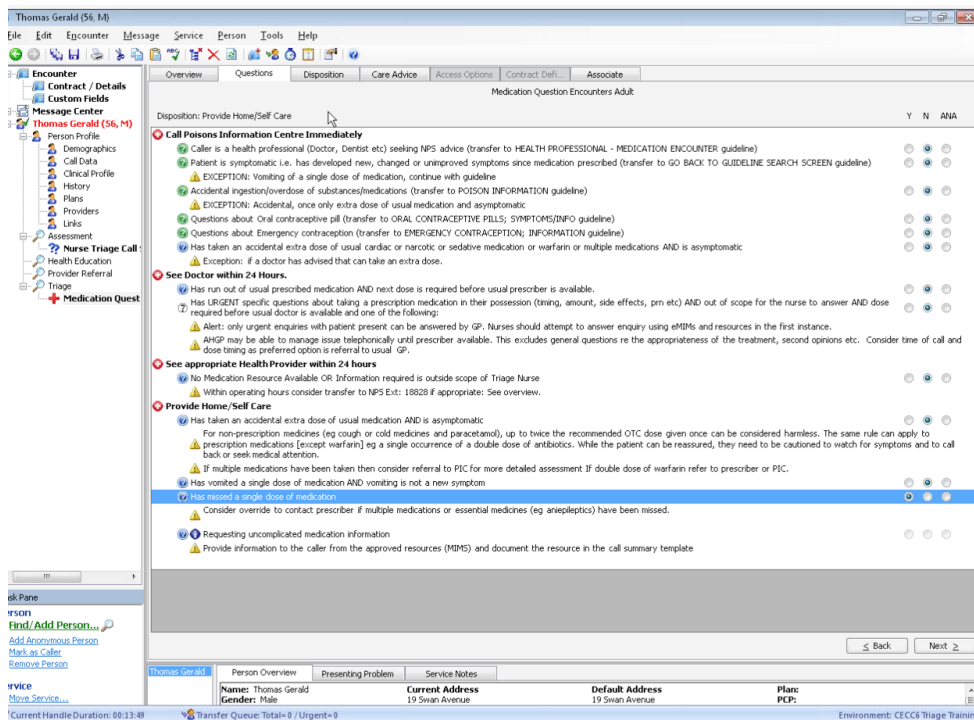 Thomas Gerald (56, M)
File Edit Encounter Message Service Person Tools Help
Encounter
Contract / Details
Custom Fields
Message Center
Thomas Gerald (56, M)
Person Profile
Demographics
Call Data
Clinical Profile
History
Plans
Providers
Links
Assessment
Nurse Triage Call
Health Education
Provider Referral
Triage
Medication Quest
Overview Questions Disposition Care Advice Access Options Contract Defi... Associate
Medication Question Encounters Adult
Disposition: Provide Home/Self Care Y N ANA
Call Poisons Information Centre Immediately
Caller is a health professional (Doctor, Dentist etc) seeking NPS advice (transfer to HEALTH PROFESSIONAL - MEDICATION ENCOUNTER guideline)
Patient is symptomatic i.e. has developed new, changed or unimproved symptoms since medication prescribed (transfer to GO BACK TO GUIDELINE SEARCH SCREEN guideline)
EXCEPTION: Vomiting of a single dose of medication, continue with guideline
Accidental ingestion/overdose of substances/medications (transfer to POISON INFORMATION guideline)
EXCEPTION: Accidental, once only extra dose of usual medication and asymptomatic
Questions about Oral contraceptive pill (transfer to ORAL CONTRACEPTIVE PILLS; SYMPTOMS/INFO guideline)
Questions about Emergency contraception (transfer to EMERGENCY CONTRACEPTION; INFORMATION guideline)
Has taken an accidental extra dose of usual cardiac or narcotic or sedative medication or warfarin or multiple medications AND is asymptomatic
Exception: if a doctor has advised that can take an extra dose.
See Doctor within 24 Hours.
Has run out of usual prescribed medication AND next dose is required before usual prescriber is available.
Has URGENT specific questions about taking a prescription medication in their possession (timing, amount, side effects, prn etc) AND out of scope for the nurse to answer AND dose
required before usual doctor is available and one of the following:
Alert: only urgent enquiries with patient present can be answered by GP. Nurses should attempt to answer enquiry using eMIMs and resources in the first instance.
AHGP may be able to manage issue telephonically until prescriber available. This excludes general questions re the appropriateness of the treatment, second opinions etc. Consider time of call and
dose timing as preferred option is referral to usual GP.
See appropriate Health Provider within 24 hours
No Medication Resource Available OR Information required is outside scope of Triage Nurse
Within operating hours consider transfer to NPS Ext: 18828 if appropriate: See overview.
Provide Home/Self Care
Has taken an accidental extra dose of usual medication AND is asymptomatic
For non-prescription medicines (eg cough or cold medicines and paracetamol), up to twice the recommended OTC dose given once can be considered harmless. The same rule can apply to
prescription medications [except warfarin] eg a single occurrence of a double dose of antibiotics. While the patient can be reassured, they need to be cautioned to watch for symptoms and to call
back or seek medical attention.
If multiple medications have been taken then consider referral to PIC for more detailed assessment If double dose of warfarin refer to prescriber or PIC.
Has vomited a single dose of medication AND vomiting is not a new symptom
Has missed a single dose of medication
Consider override to contact prescriber if multiple medications or essential medicines (eg aniepileptics) have been missed.
Requesting uncomplicated medication information
Provide information to the caller from the approved resources (MIMS) and document the resource in the call summary template
sk Pane
erson
Find/Add Person...
Add Anonymous Person
Mark as Caller
Remove Person
ervice
Move Service...
< Back Next >
Thomas Gerald Person Overview Presenting Problem Service Notes
Name: Thomas Gerald Current Address Default Address Plan:
Gender: Male 19 Swan Avenue 19 Swan Avenue PCP:
Current Handle Duration: 00:13:49 Transfer Queue: Total= 0 / Urgent= 0 Environment: CECC6 Triage Trainin